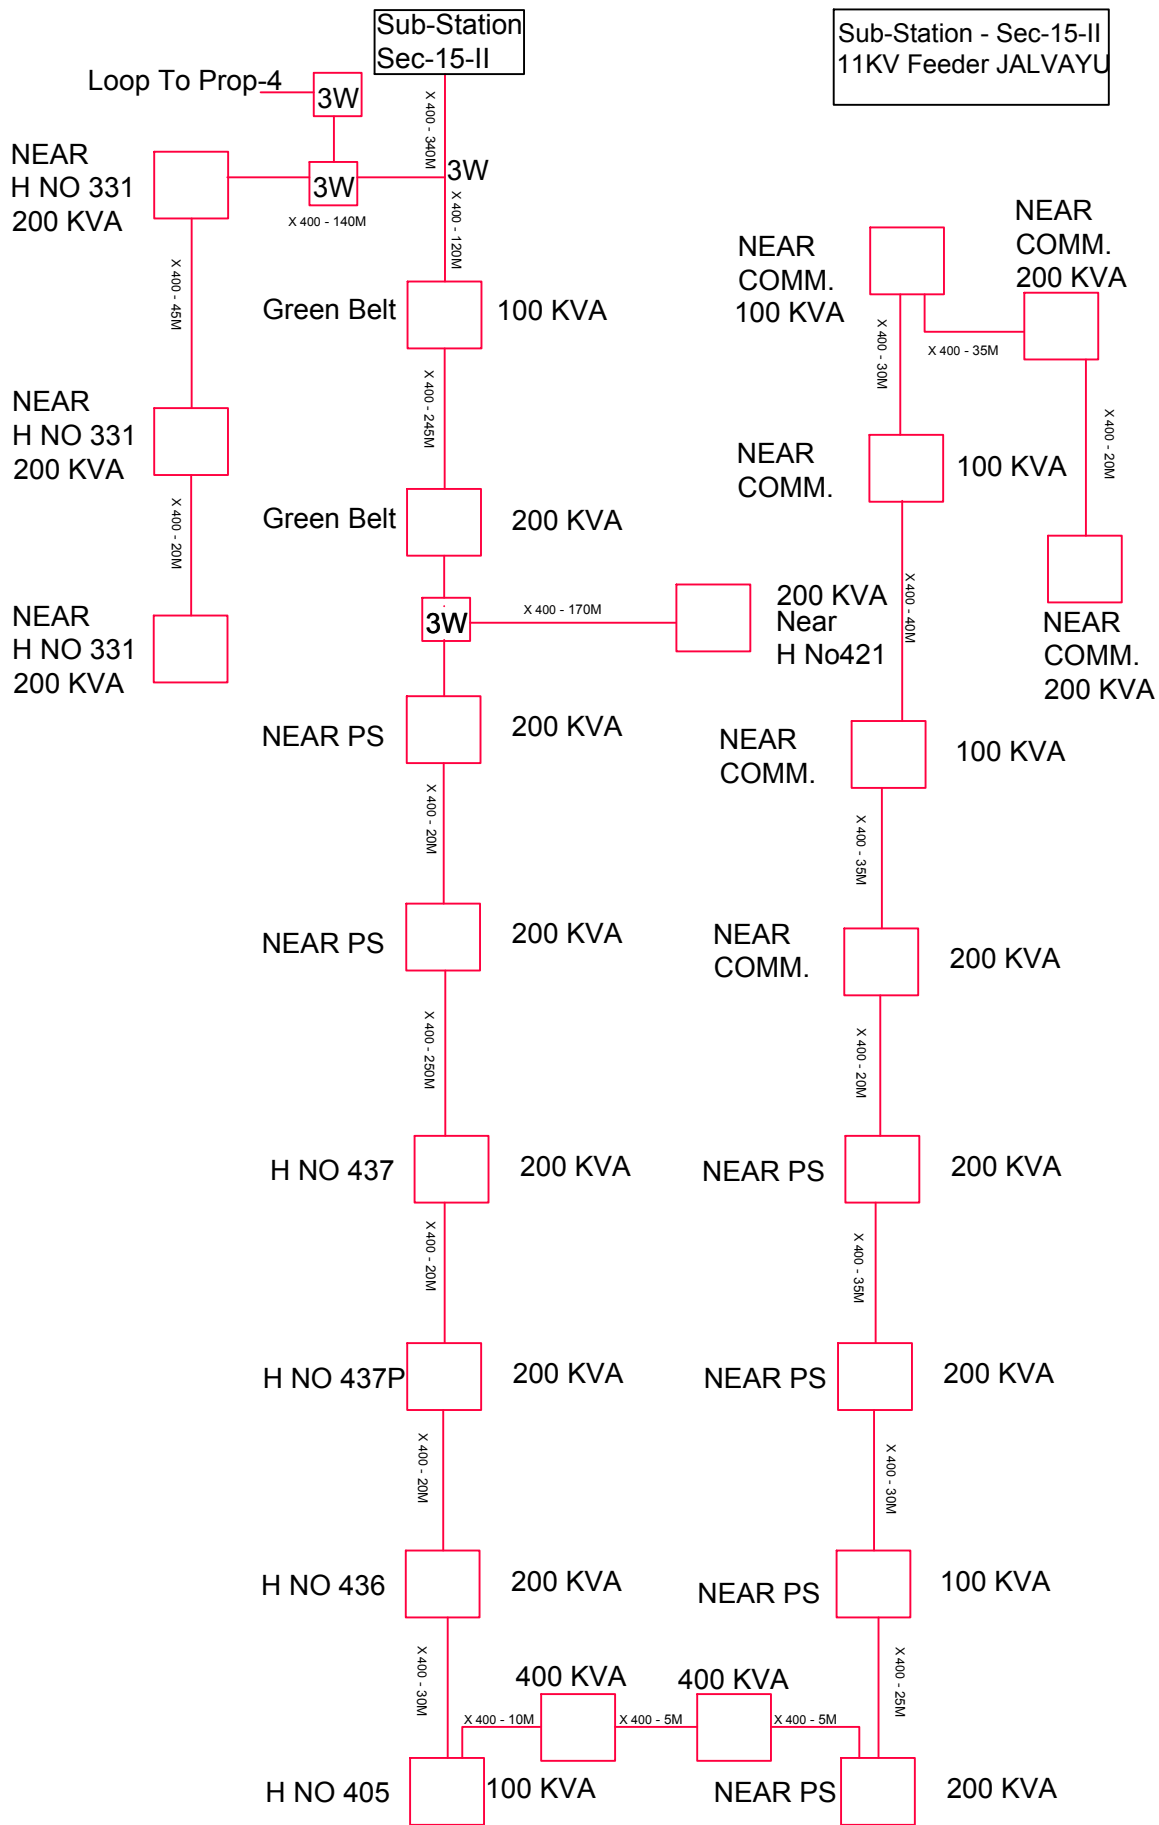 Sub-Station
Sec-15-II
Sub-Station - Sec-15-II
11KV Feeder JALVAYU
Loop To Prop-4
3W
X 400 - 340M
NEAR
H NO 331
200 KVA
3W
3W
X 400 - 140M
X 400 - 120M
X 400 - 45M
Green Belt
100 KVA
X 400 - 245M
NEAR
H NO 331
200 KVA
X 400 - 20M
Green Belt
200 KVA
NEAR
H NO 331
200 KVA
3W
X 400 - 170M
200 KVA
Near
H No421
NEAR PS
200 KVA
X 400 - 20M
NEAR PS
200 KVA
X 400 - 250M
H NO 437
200 KVA
X 400 - 20M
H NO 437P
200 KVA
X 400 - 20M
H NO 436
200 KVA
X 400 - 30M
H NO 405
100 KVA
X 400 - 10M
400 KVA
X 400 - 5M
400 KVA
X 400 - 5M
NEAR PS
200 KVA
X 400 - 25M
NEAR PS
100 KVA
X 400 - 30M
NEAR PS
200 KVA
X 400 - 35M
NEAR PS
200 KVA
X 400 - 20M
NEAR
COMM.
200 KVA
X 400 - 35M
NEAR
COMM.
100 KVA
X 400 - 40M
NEAR
COMM.
100 KVA
X 400 - 30M
NEAR
COMM.
100 KVA
X 400 - 35M
NEAR
COMM.
200 KVA
X 400 - 20M
NEAR
COMM.
200 KVA